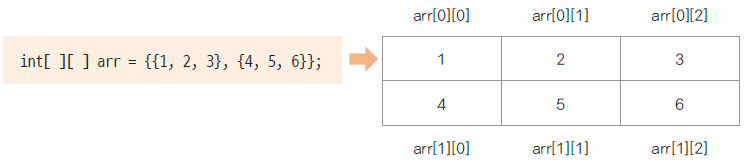 arr[0][0] arr[0][1] arr[0][2]
int[ ][ ] arr = {{1, 2, 3}, {4, 5, 6}};
1 2 3
4 5 6
arr[1][0] arr[1][1] arr[1][2]